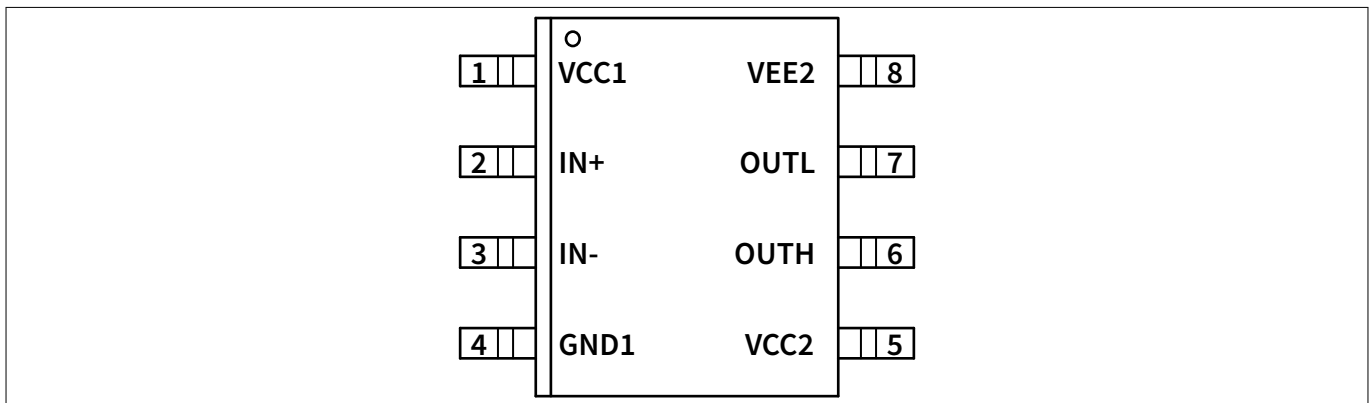 1 VCC1 VEE2 8
2 IN+ OUTL 7
3 IN- OUTH 6
4 GND1 VCC2 5